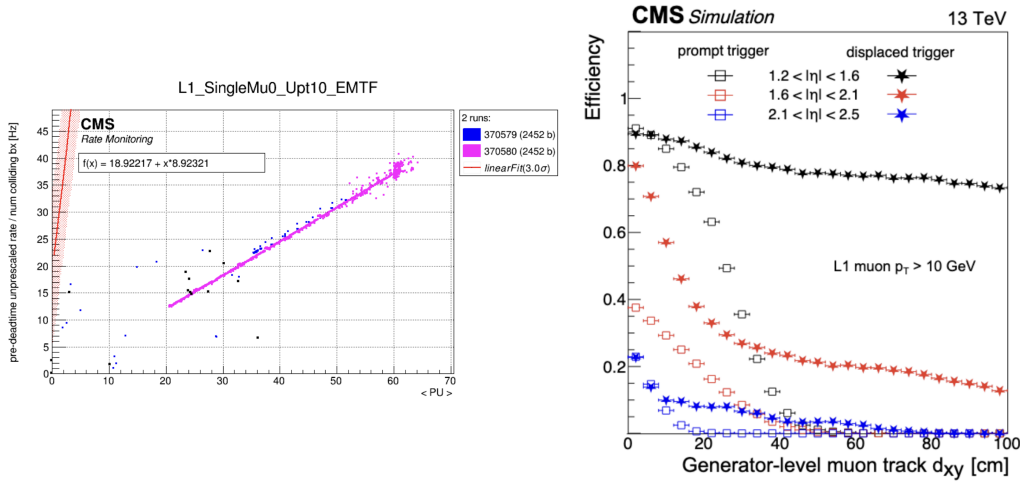 L1_SingleMu0_Upt10_EMTF
pre-deadtime unprescaled rate / num colliding bx [Hz]
45
40
35
30
25
20
15
10
5
0
CMS
Rate Monitoring
f(x) = 18.92217 + x*8.92321
2 runs:
370579 (2452 b)
370580 (2452 b)
linearFit(3.0σ)
0 10 20 30 40 50 60 70
< PU >
CMS Simulation 13 TeV
Efficiency
1
0.8
0.6
0.4
0.2
prompt trigger displaced trigger
1.2 < |η| < 1.6
1.6 < |η| < 2.1
2.1 < |η| < 2.5
L1 muon pT > 10 GeV
0 20 40 60 80 100
Generator-level muon track dxy [cm]